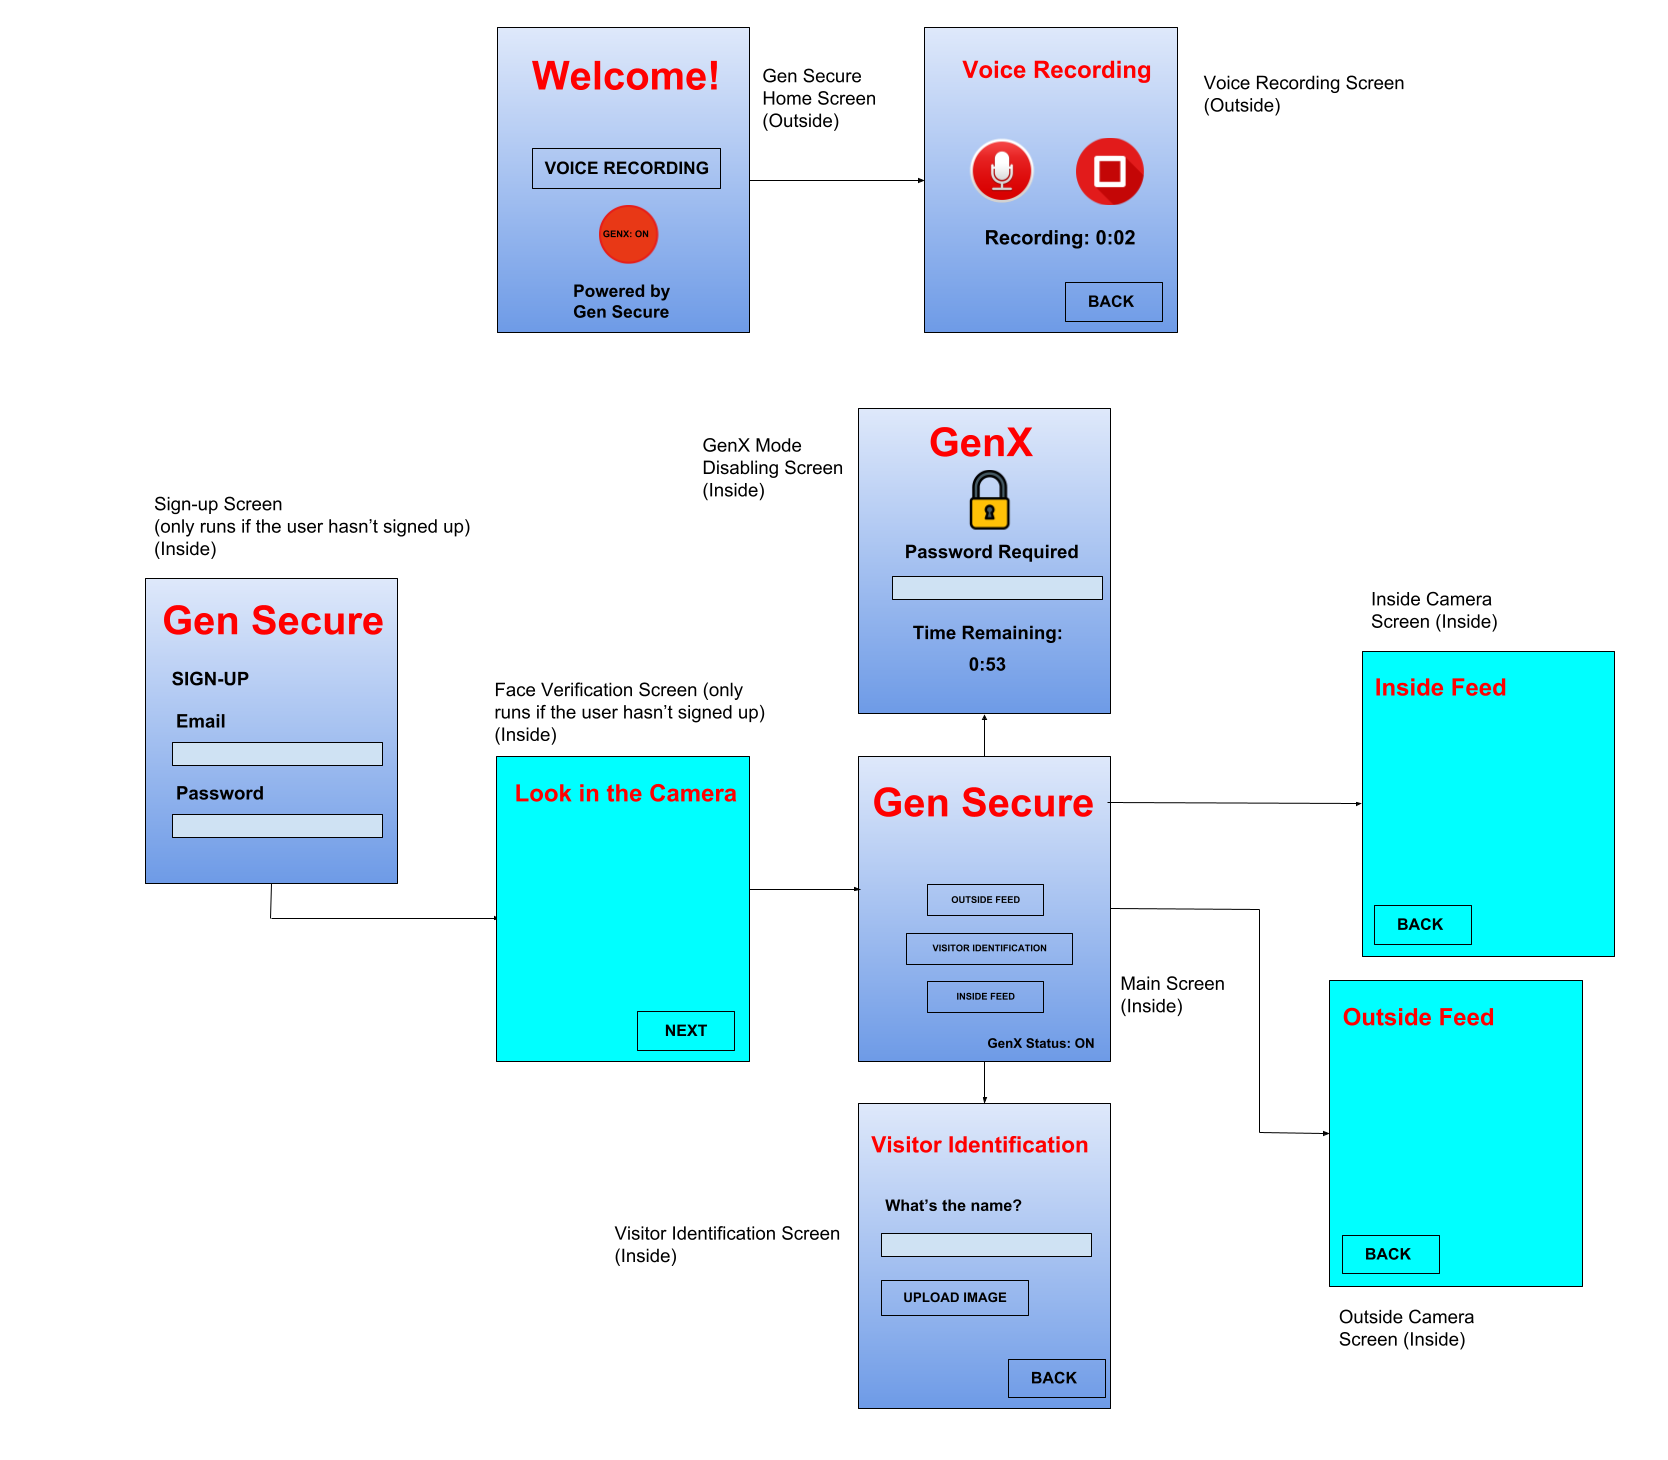 Welcome!
VOICE RECORDING
GENX: ON
Powered by
Gen Secure
Gen Secure
Home Screen
(Outside)
Voice Recording
Recording: 0:02
BACK
Voice Recording Screen
(Outside)
GenX Mode
Disabling Screen
(Inside)
GenX
Password Required
Time Remaining:
0:53
Sign-up Screen
(only runs if the user hasn’t signed up)
(Inside)
Gen Secure
SIGN-UP
Email
Password
Face Verification Screen (only
runs if the user hasn’t signed up)
(Inside)
Look in the Camera
NEXT
Gen Secure
OUTSIDE FEED
VISITOR IDENTIFICATION
INSIDE FEED
GenX Status: ON
Main Screen
(Inside)
Inside Camera
Screen (Inside)
Inside Feed
BACK
Outside Feed
BACK
Outside Camera
Screen (Inside)
Visitor Identification Screen
(Inside)
Visitor Identification
What’s the name?
UPLOAD IMAGE
BACK